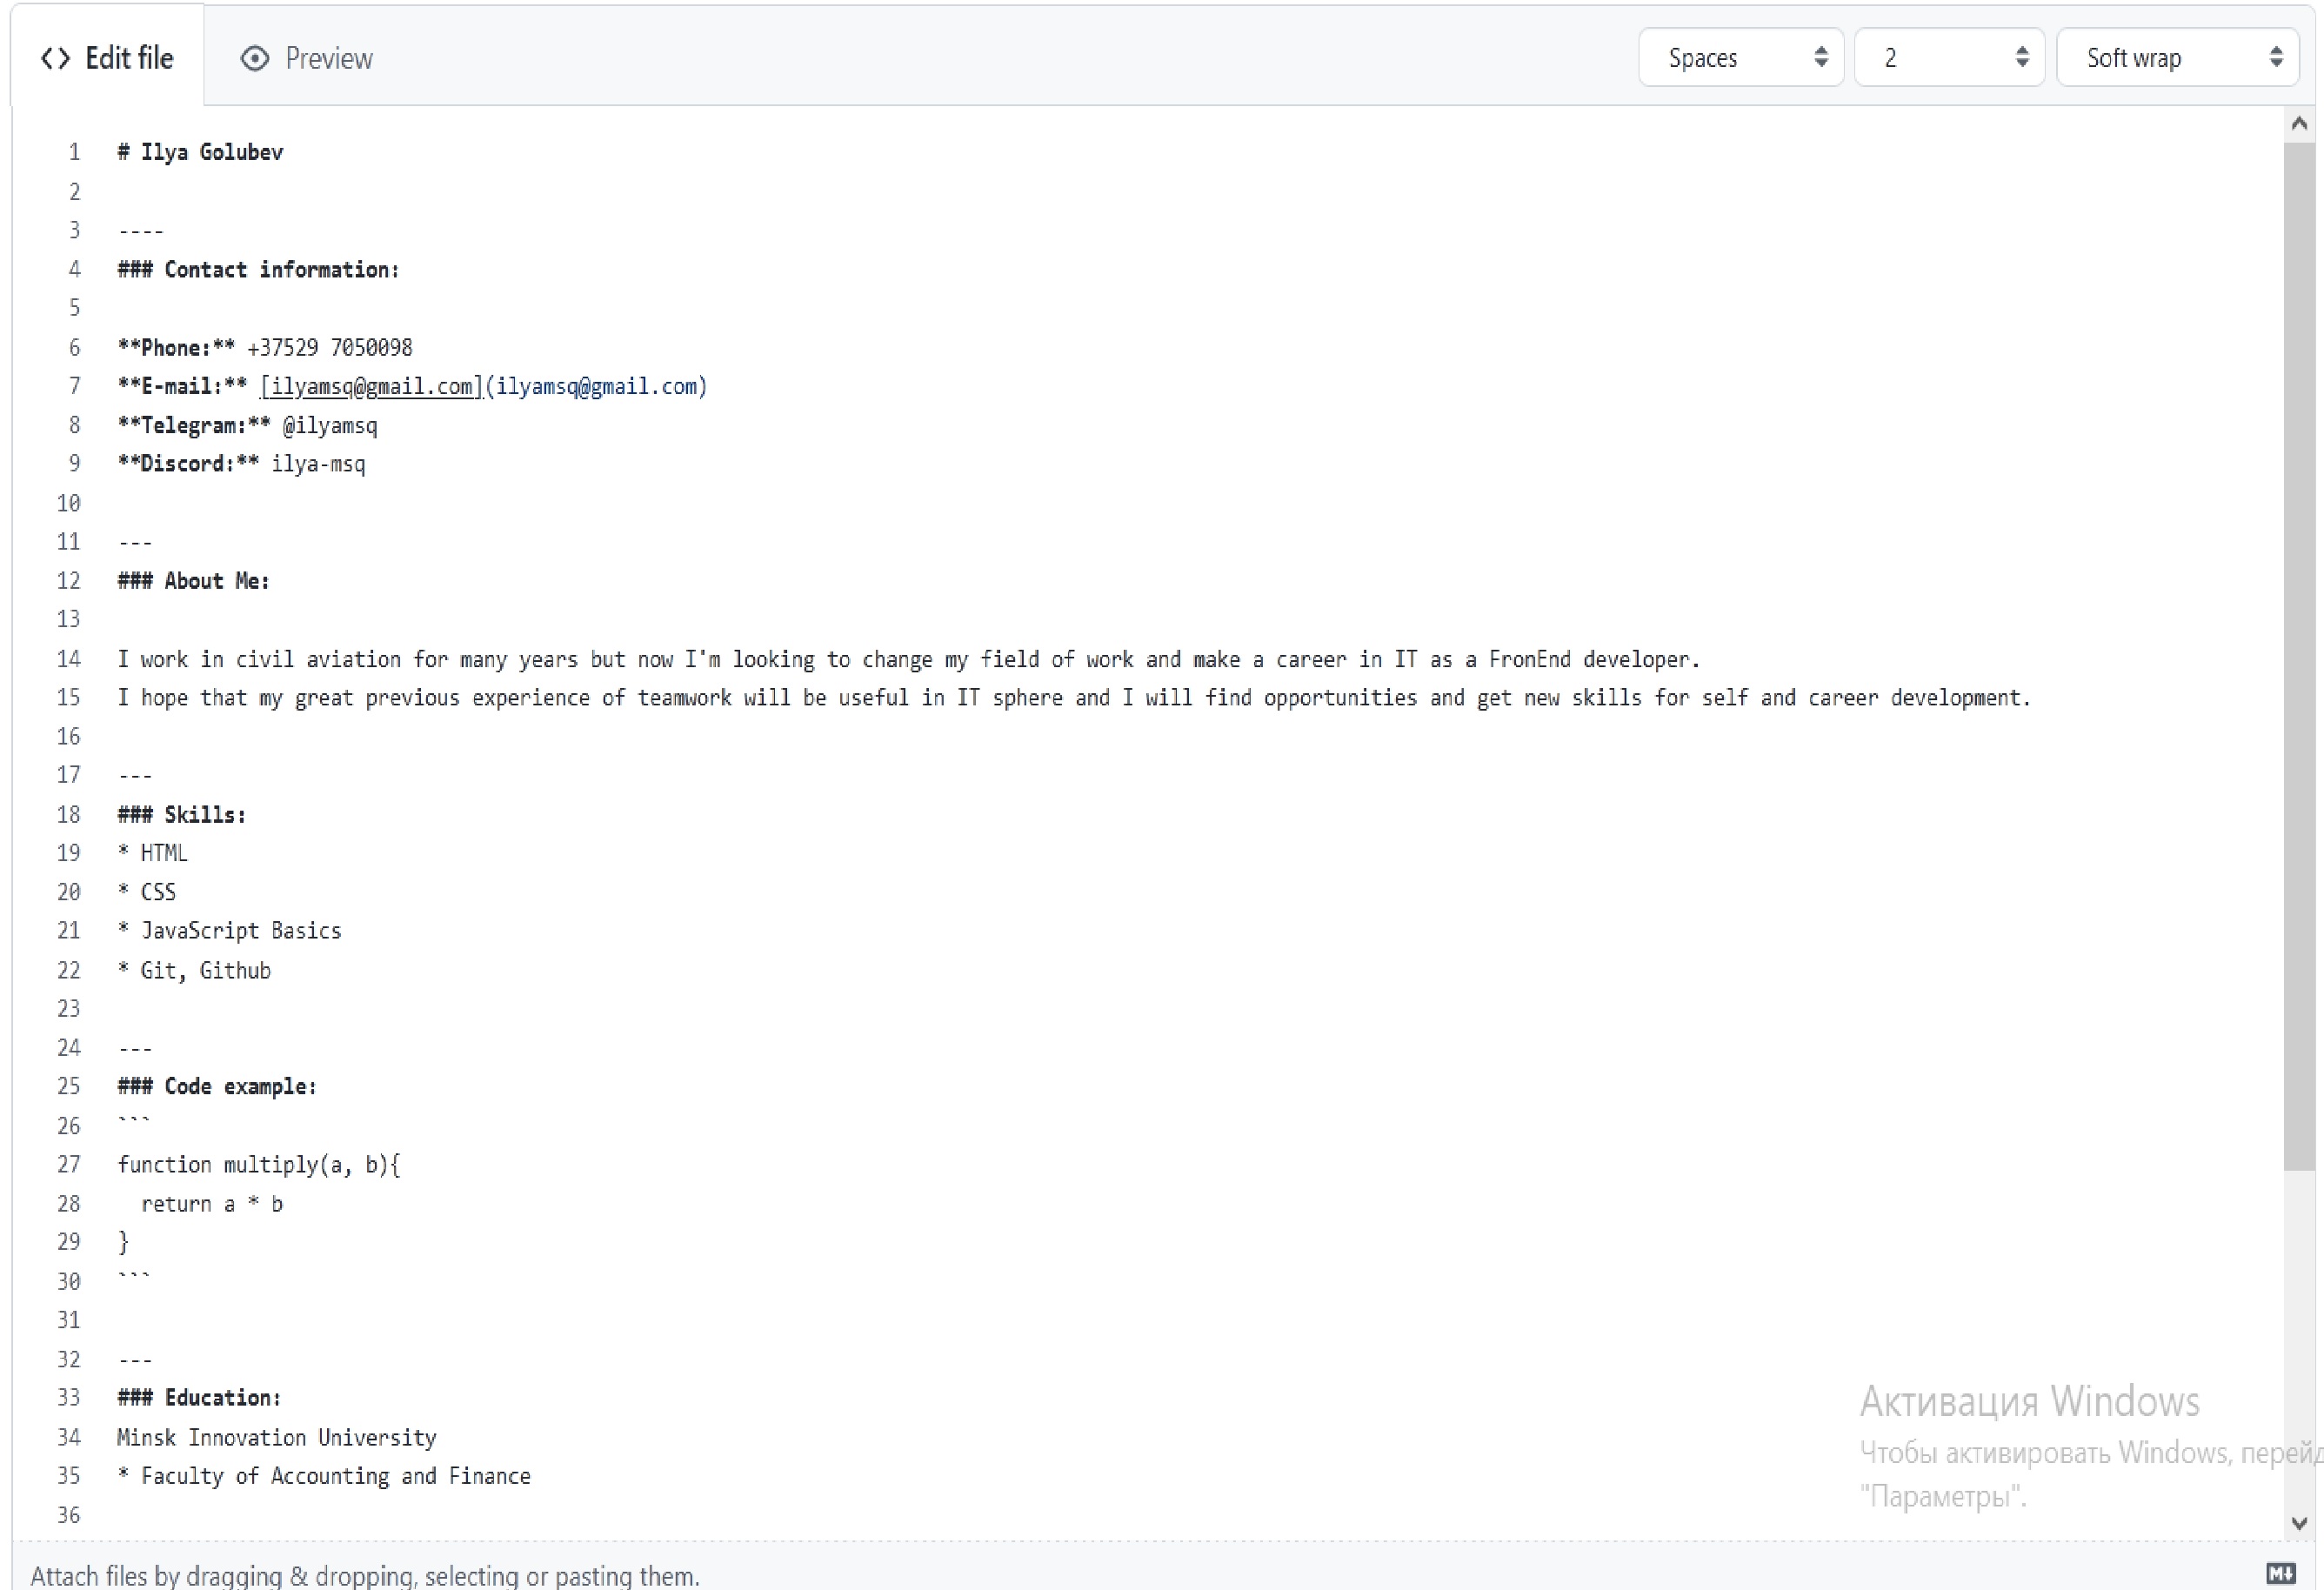 Edit file Preview Spaces 2 Soft wrap
1 # Ilya Golubev
2
3 ----
4 ### Contact information:
5
6 **Phone:** +37529 7050098
7 **E-mail:** [ilyamsq@gmail.com](ilyamsq@gmail.com)
8 **Telegram:** @ilyamsq
9 **Discord:** ilya-msq
10
11 ---
12 ### About Me:
13
14 I work in civil aviation for many years but now I'm looking to change my field of work and make a career in IT as a FronEnd developer.
15 I hope that my great previous experience of teamwork will be useful in IT sphere and I will find opportunities and get new skills for self and career development.
16
17 ---
18 ### Skills:
19 * HTML
20 * CSS
21 * JavaScript Basics
22 * Git, Github
23
24 ---
25 ### Code example:
26 ```
27 function multiply(a, b){
28   return a * b
29 }
30 ```
31
32 ---
33 ### Education:
34 Minsk Innovation University
35 * Faculty of Accounting and Finance
36
Активация Windows
Чтобы активировать Windows, перейд
"Параметры".
Attach files by dragging & dropping, selecting or pasting them.